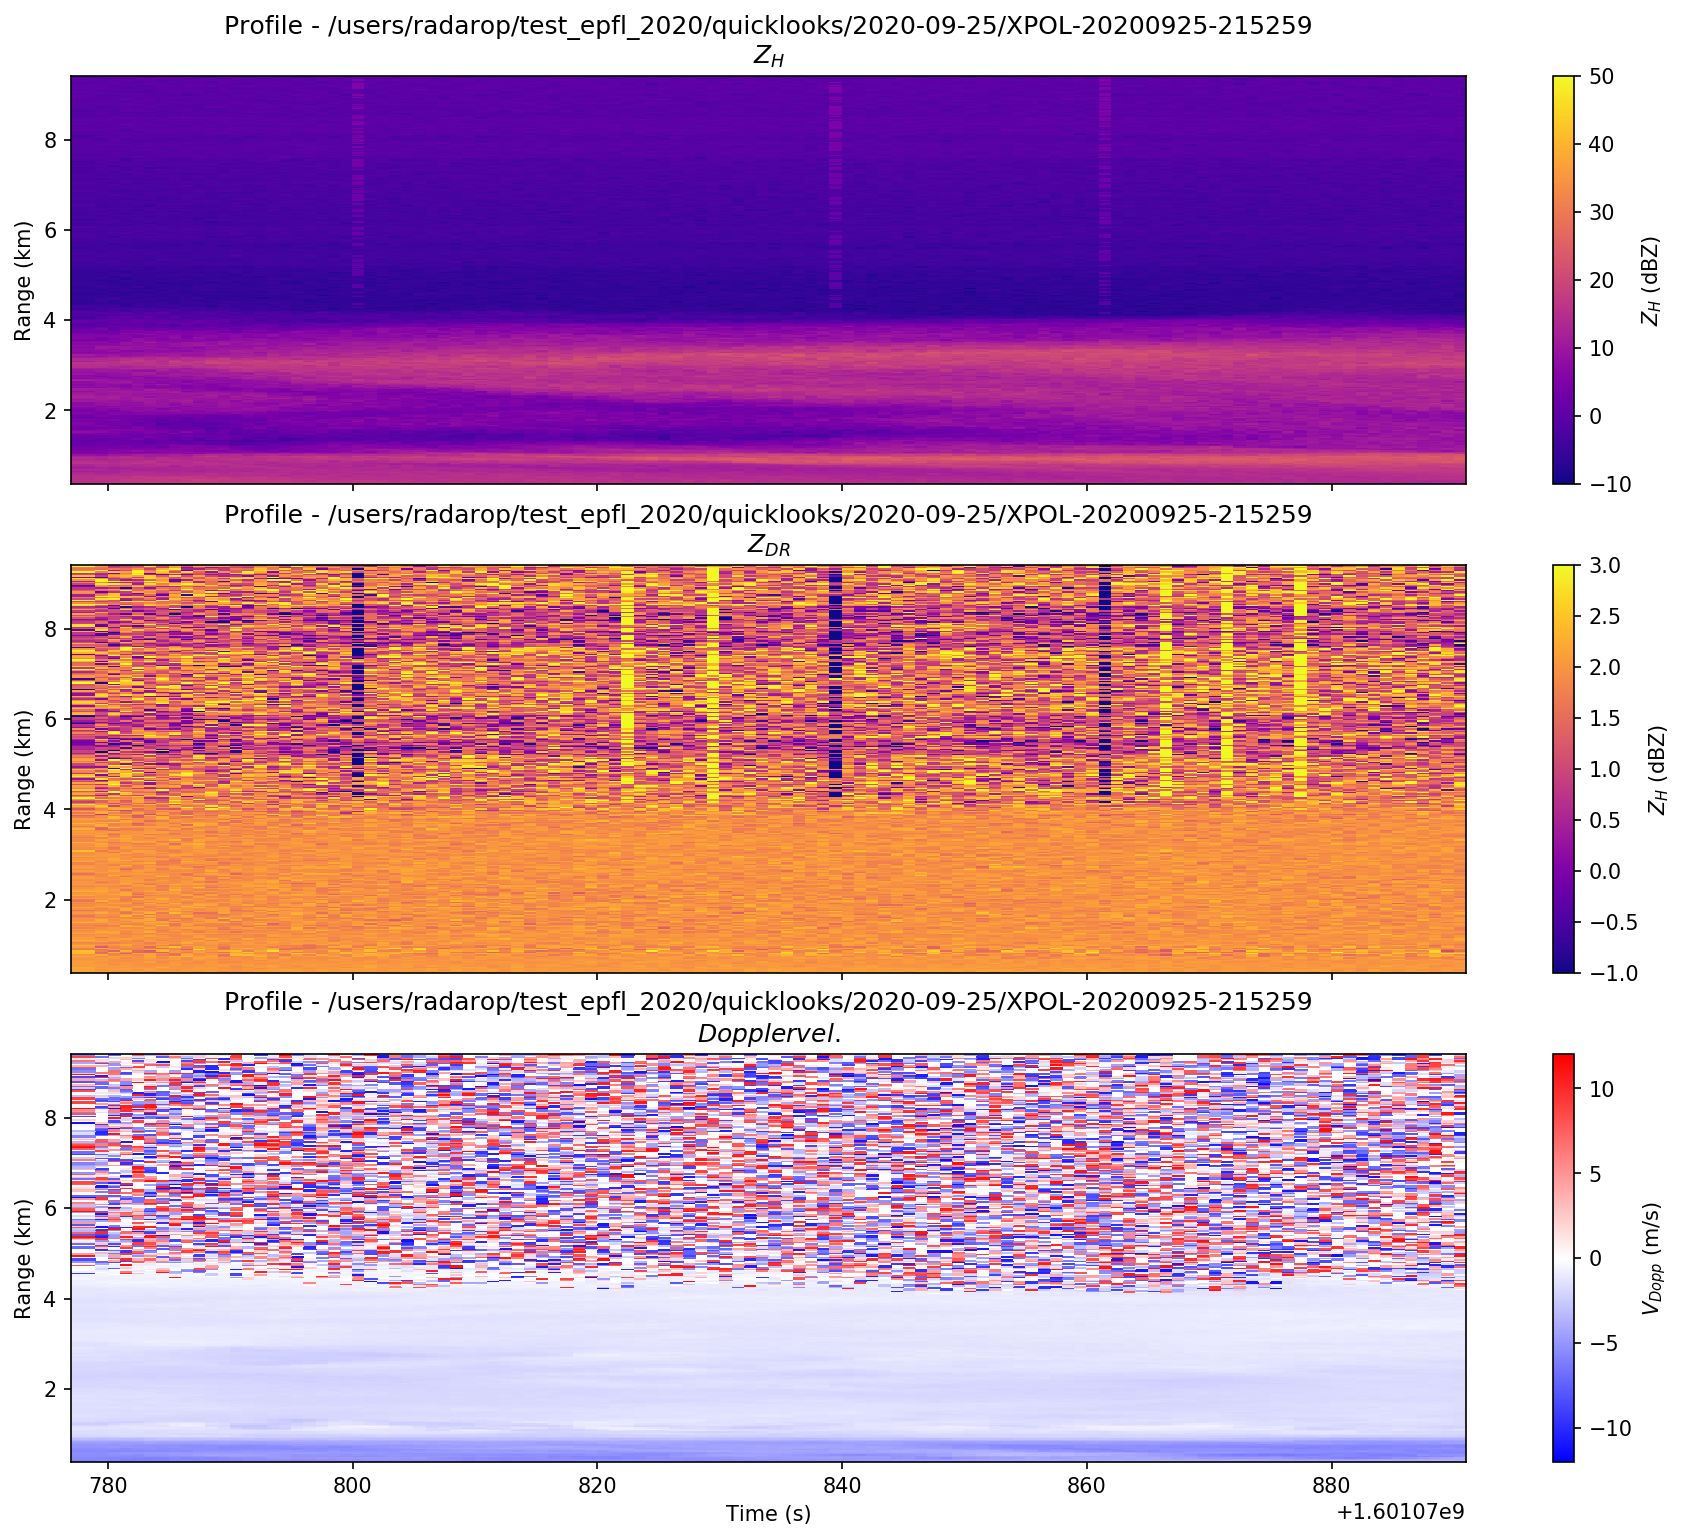 Profile - /users/radarop/test_epfl_2020/quicklooks/2020-09-25/XPOL-20200925-215259
Z_H
8
6
4
2
Range (km)
50
40
30
20
10
0
−10
Z_H (dBZ)
Profile - /users/radarop/test_epfl_2020/quicklooks/2020-09-25/XPOL-20200925-215259
Z_DR
8
6
4
2
Range (km)
3.0
2.5
2.0
1.5
1.0
0.5
0.0
−0.5
−1.0
Z_H (dBZ)
Profile - /users/radarop/test_epfl_2020/quicklooks/2020-09-25/XPOL-20200925-215259
Dopplervel.
8
6
4
2
Range (km)
10
5
0
−5
−10
V_Dopp (m/s)
780 800 820 840 860 880
Time (s)
+1.60107e9